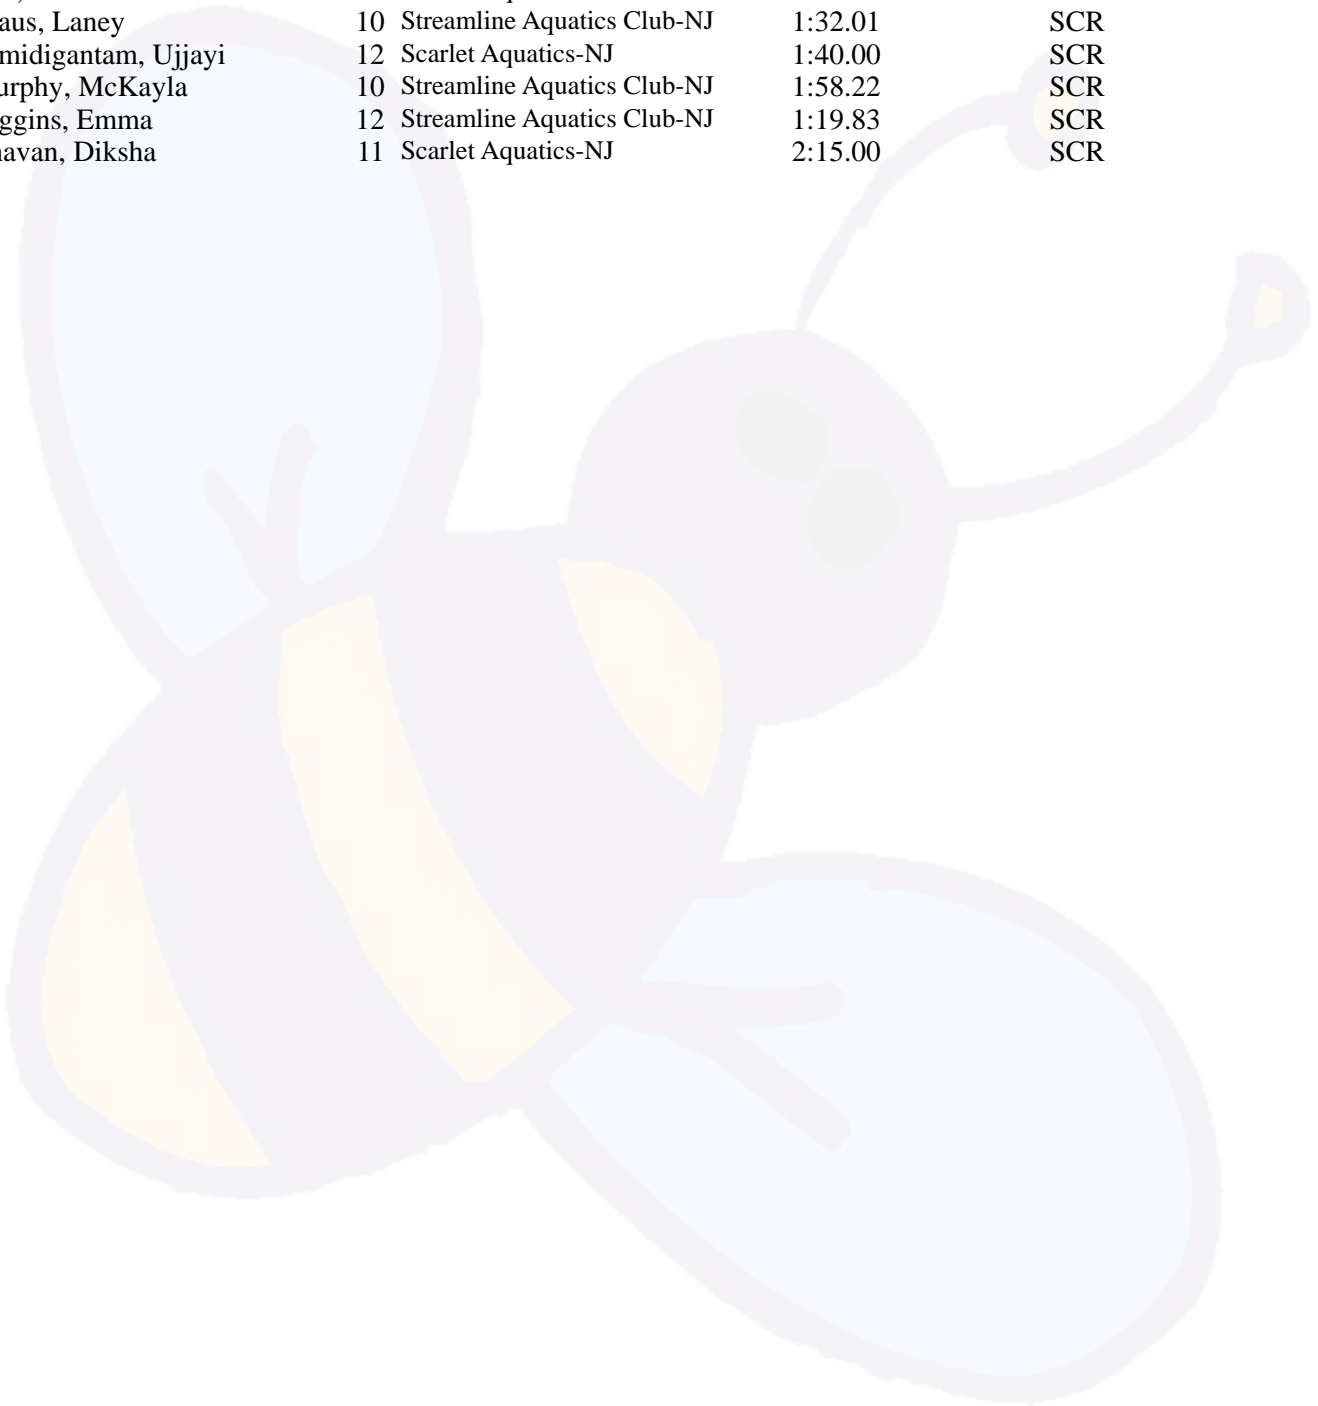 aus, Laney 10 Streamline Aquatics Club-NJ 1:32.01 SCR
midigantam, Ujjayi 12 Scarlet Aquatics-NJ 1:40.00 SCR
urphy, McKayla 10 Streamline Aquatics Club-NJ 1:58.22 SCR
ggins, Emma 12 Streamline Aquatics Club-NJ 1:19.83 SCR
avan, Diksha 11 Scarlet Aquatics-NJ 2:15.00 SCR